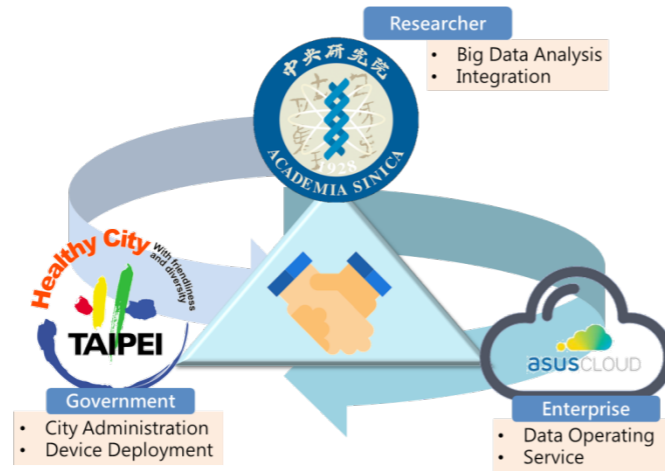 Researcher
• Big Data Analysis
• Integration
中央研究院
1928
ACADEMIA SINICA
Healthy City
With friendliness
and diversity
TAIPEI
asusCLOUD
Government
• City Administration
• Device Deployment
Enterprise
• Data Operating
• Service